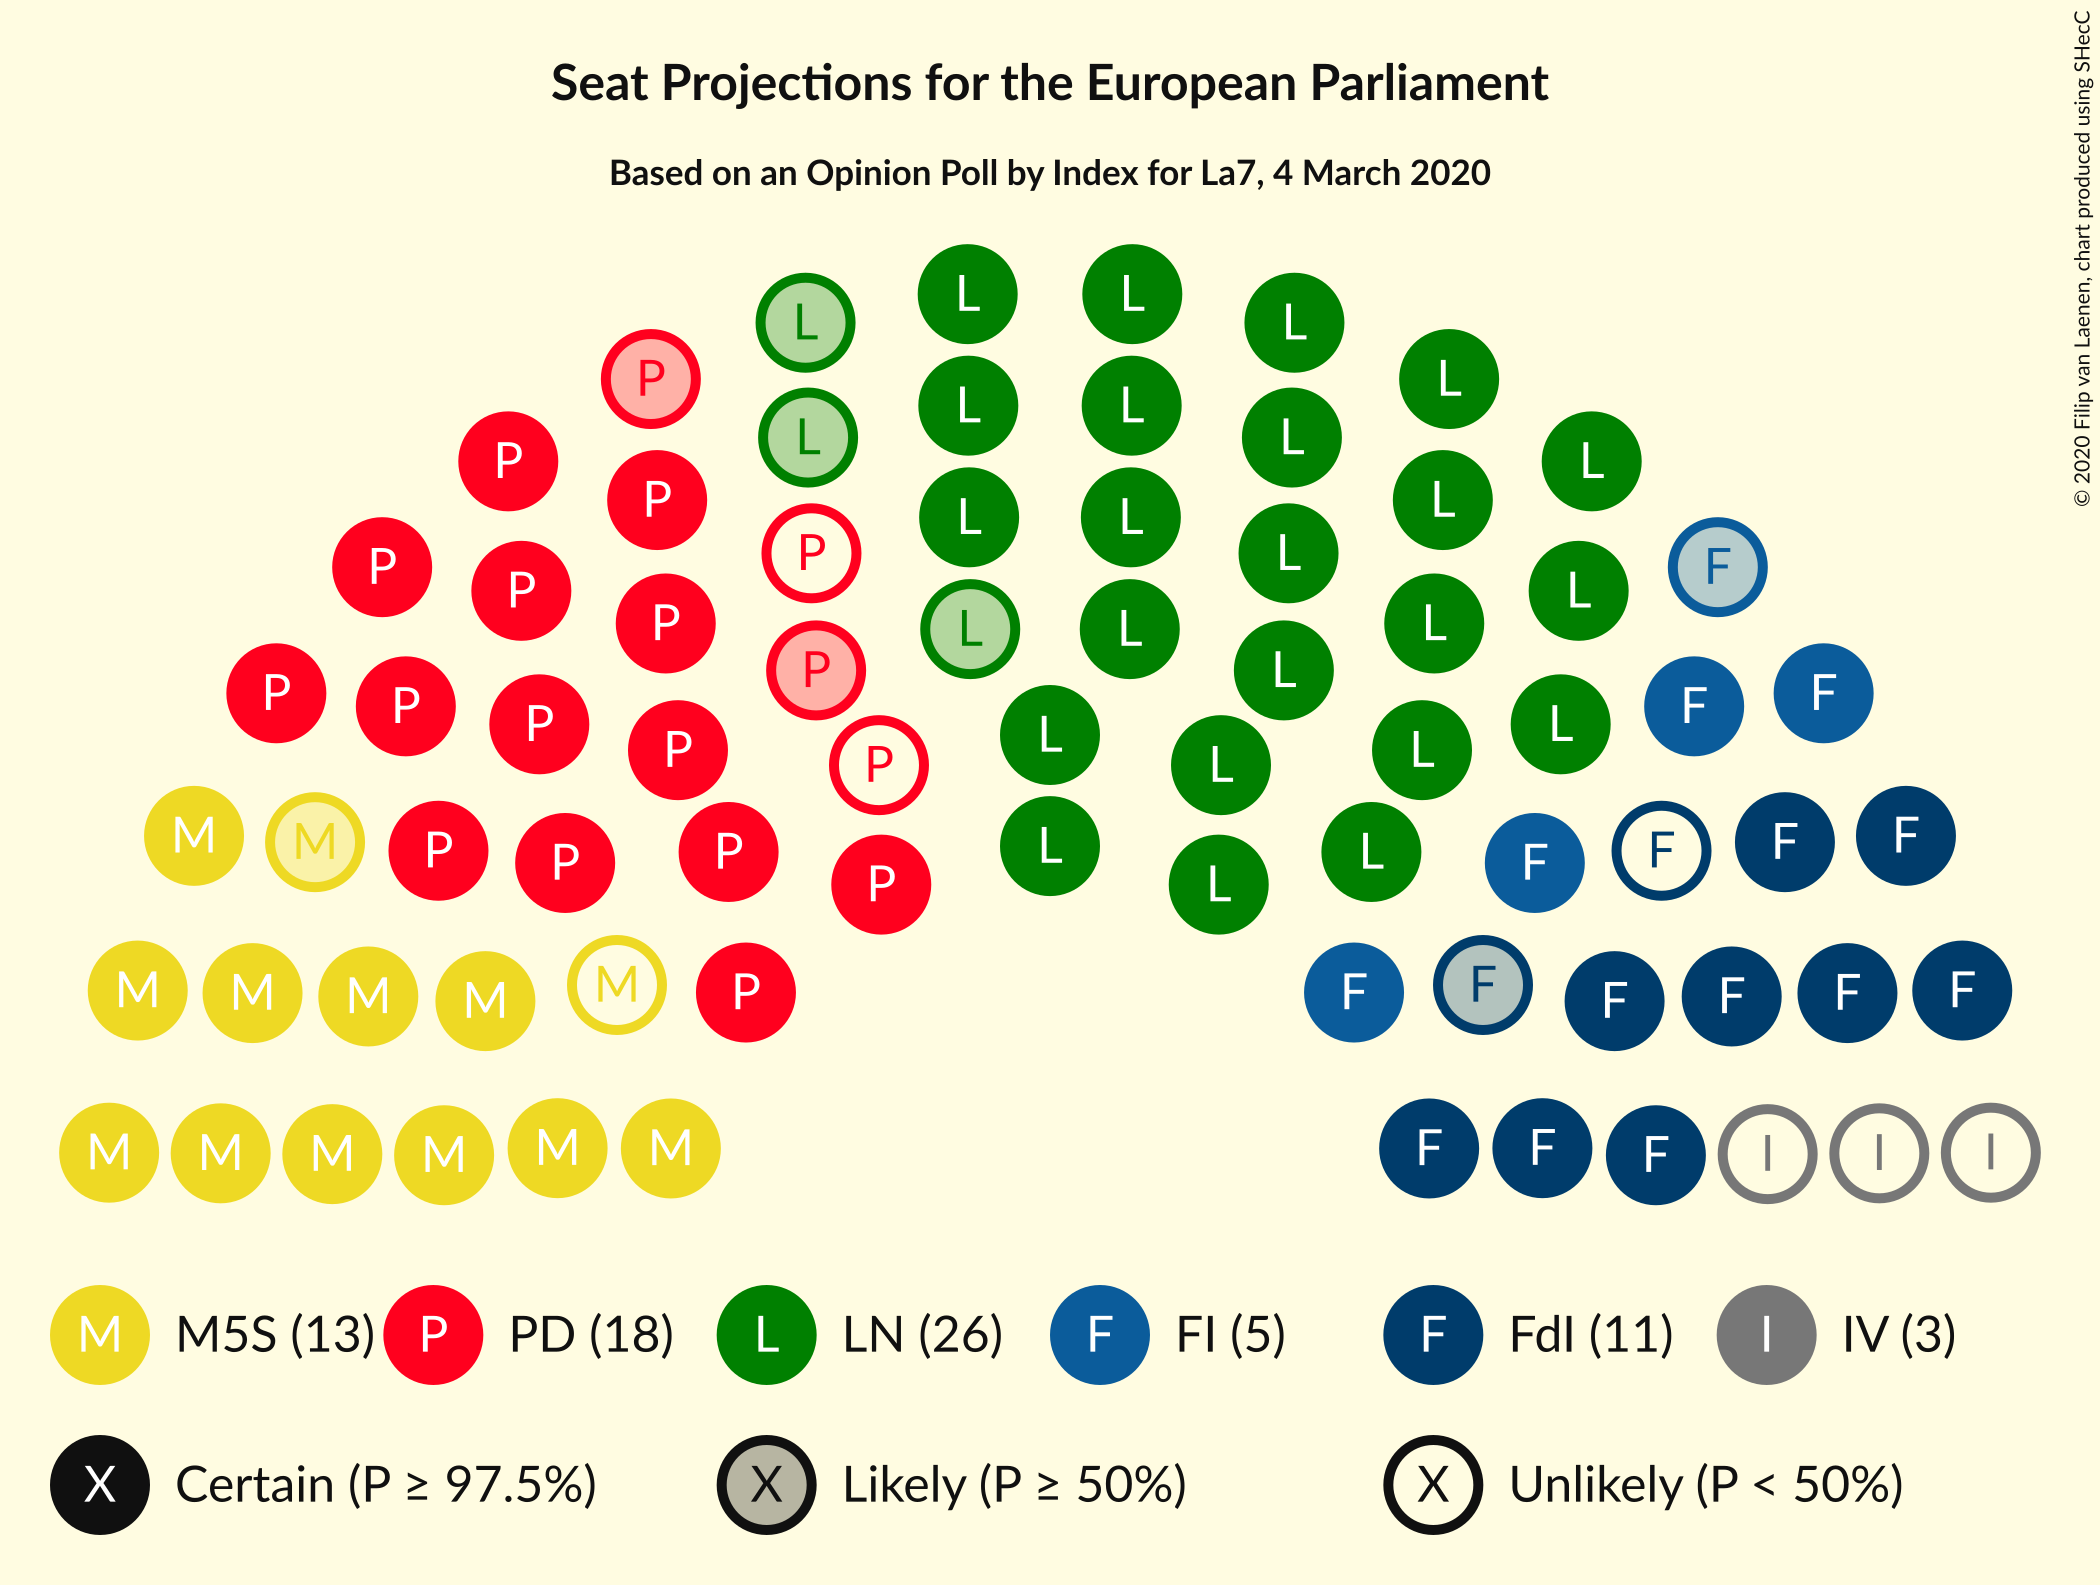 Seat Projections for the European Parliament
Based on an Opinion Poll by Index for La7, 4 March 2020
© 2020 Filip van Laenen, chart produced using SHecC
L L
L L
P L
L L
L L
P L P L
P L L
P P P F
L L
P P L L
P L L
P P F F
P L
P P L
L L
P P L
M M P P P L F F F F
L L
P L
M M M M M P F F F F F F
M M M M M M F F F I I I
M M5S (13) P PD (18) L LN (26) F FI (5) F FdI (11) I IV (3)
X Certain (P ≥ 97.5%) X Likely (P ≥ 50%) X Unlikely (P < 50%)